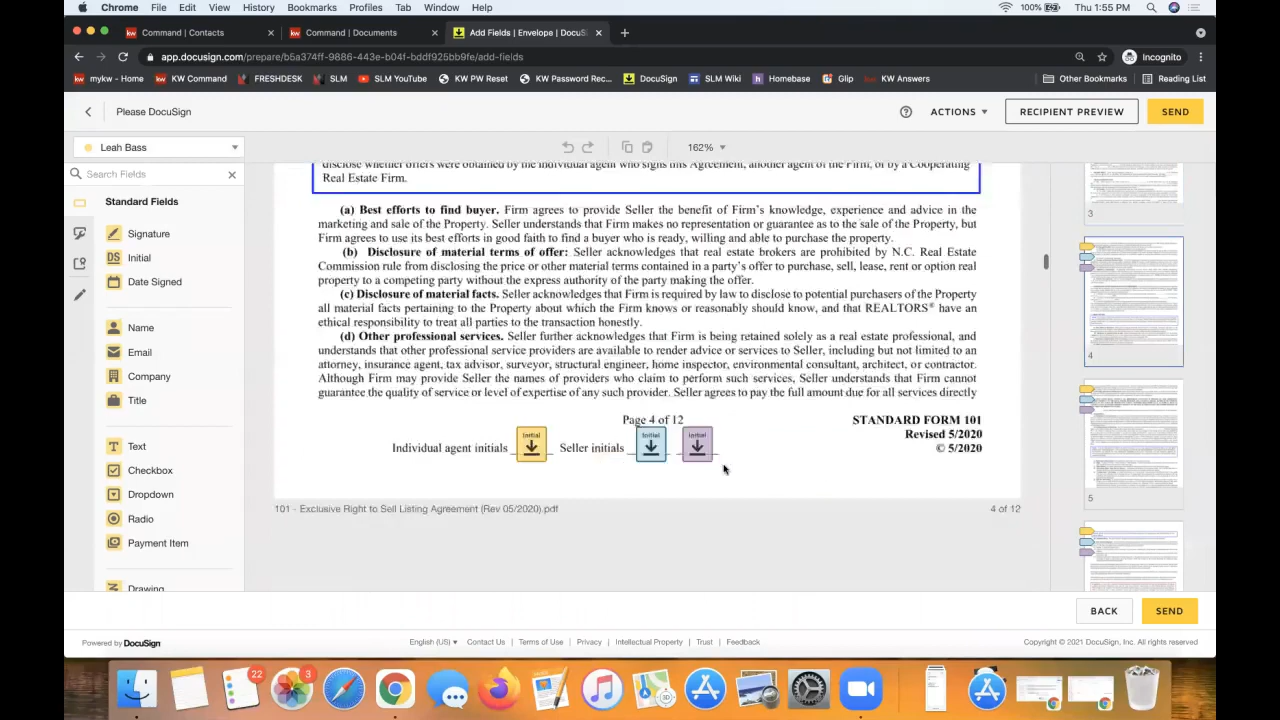 Chrome File Edit View History Bookmarks Profiles Tab Window Help 100% Thu 1:55 PM
Command | Contacts Command | Documents Add Fields | Envelope | DocuSi
app.docusign.com/prepare/b5a374ff-9886-443e-b04f-bddf925bb9fe/add-fields Incognito
mykw - Home KW Command FRESHDESK SLM SLM YouTube KW PW Reset KW Password Rec... DocuSign SLM Wiki Homebase Glip KW Answers Other Bookmarks Reading List
Please DocuSign ACTIONS RECIPIENT PREVIEW SEND
Leah Bass 162%
Search Fields
Standard Fields
Signature
Initial
Date Signed
Name
Email
Company
Title
Text
Checkbox
Dropdown
Radio
Payment Item
Drawing
disclose whether offers were obtained by the individual agent who signs this Agreement, another agent of the Firm, or by a Cooperating
Real Estate Firm.
(a) Best efforts of Firm: Firm agrees to provide Seller the benefit of Firm's knowledge, experience and advice in the
marketing and sale of the Property. Seller understands that Firm makes no representation or guarantee as to the sale of the Property, but
Firm agrees to use its best efforts in good faith to find a buyer who is ready, willing and able to purchase the property.
(b) Disclosure of material terms of offer: Seller acknowledges that real estate brokers are prohibited by N.C. Real Estate
Commission rule from disclosing the price or other material terms contained in a party's offer to purchase, sell, lease, rent or option real
property to a competing party without the express authority of the party making the offer.
(c) Disclosure of material facts. Seller acknowledges that Firm is required by law to disclose to potential purchasers of the Property
all material facts pertaining to the Property about which the Firm knows or reasonably should know, and that REALTORS® have an
ethical responsibility to treat all parties to the transaction honestly.
(d) Other professional services. Seller further acknowledges that Firm is being retained solely as a real estate professional, and
understands that other professional service providers are available to render advice or services to Seller, including but not limited to an
attorney, insurance agent, tax advisor, surveyor, structural engineer, home inspector, environmental consultant, architect, or contractor.
Although Firm may provide Seller the names of providers who claim to perform such services, Seller understands that Firm cannot
guarantee the quality of service or level of expertise of any such provider. Seller agrees to pay the full amount due for all services directly
Page 4 of 12
STANDARD FORM 101
Revised 5/2020
© 5/2020
Individual agent initials Initial Seller initials Initial Initial
101 - Exclusive Right to Sell Listing Agreement (Rev 05/2020).pdf 4 of 12
3
4
5
BACK SEND
Powered by DocuSign English (US) Contact Us Terms of Use Privacy Intellectual Property Trust Feedback Copyright © 2021 DocuSign, Inc. All rights reserved
22 3